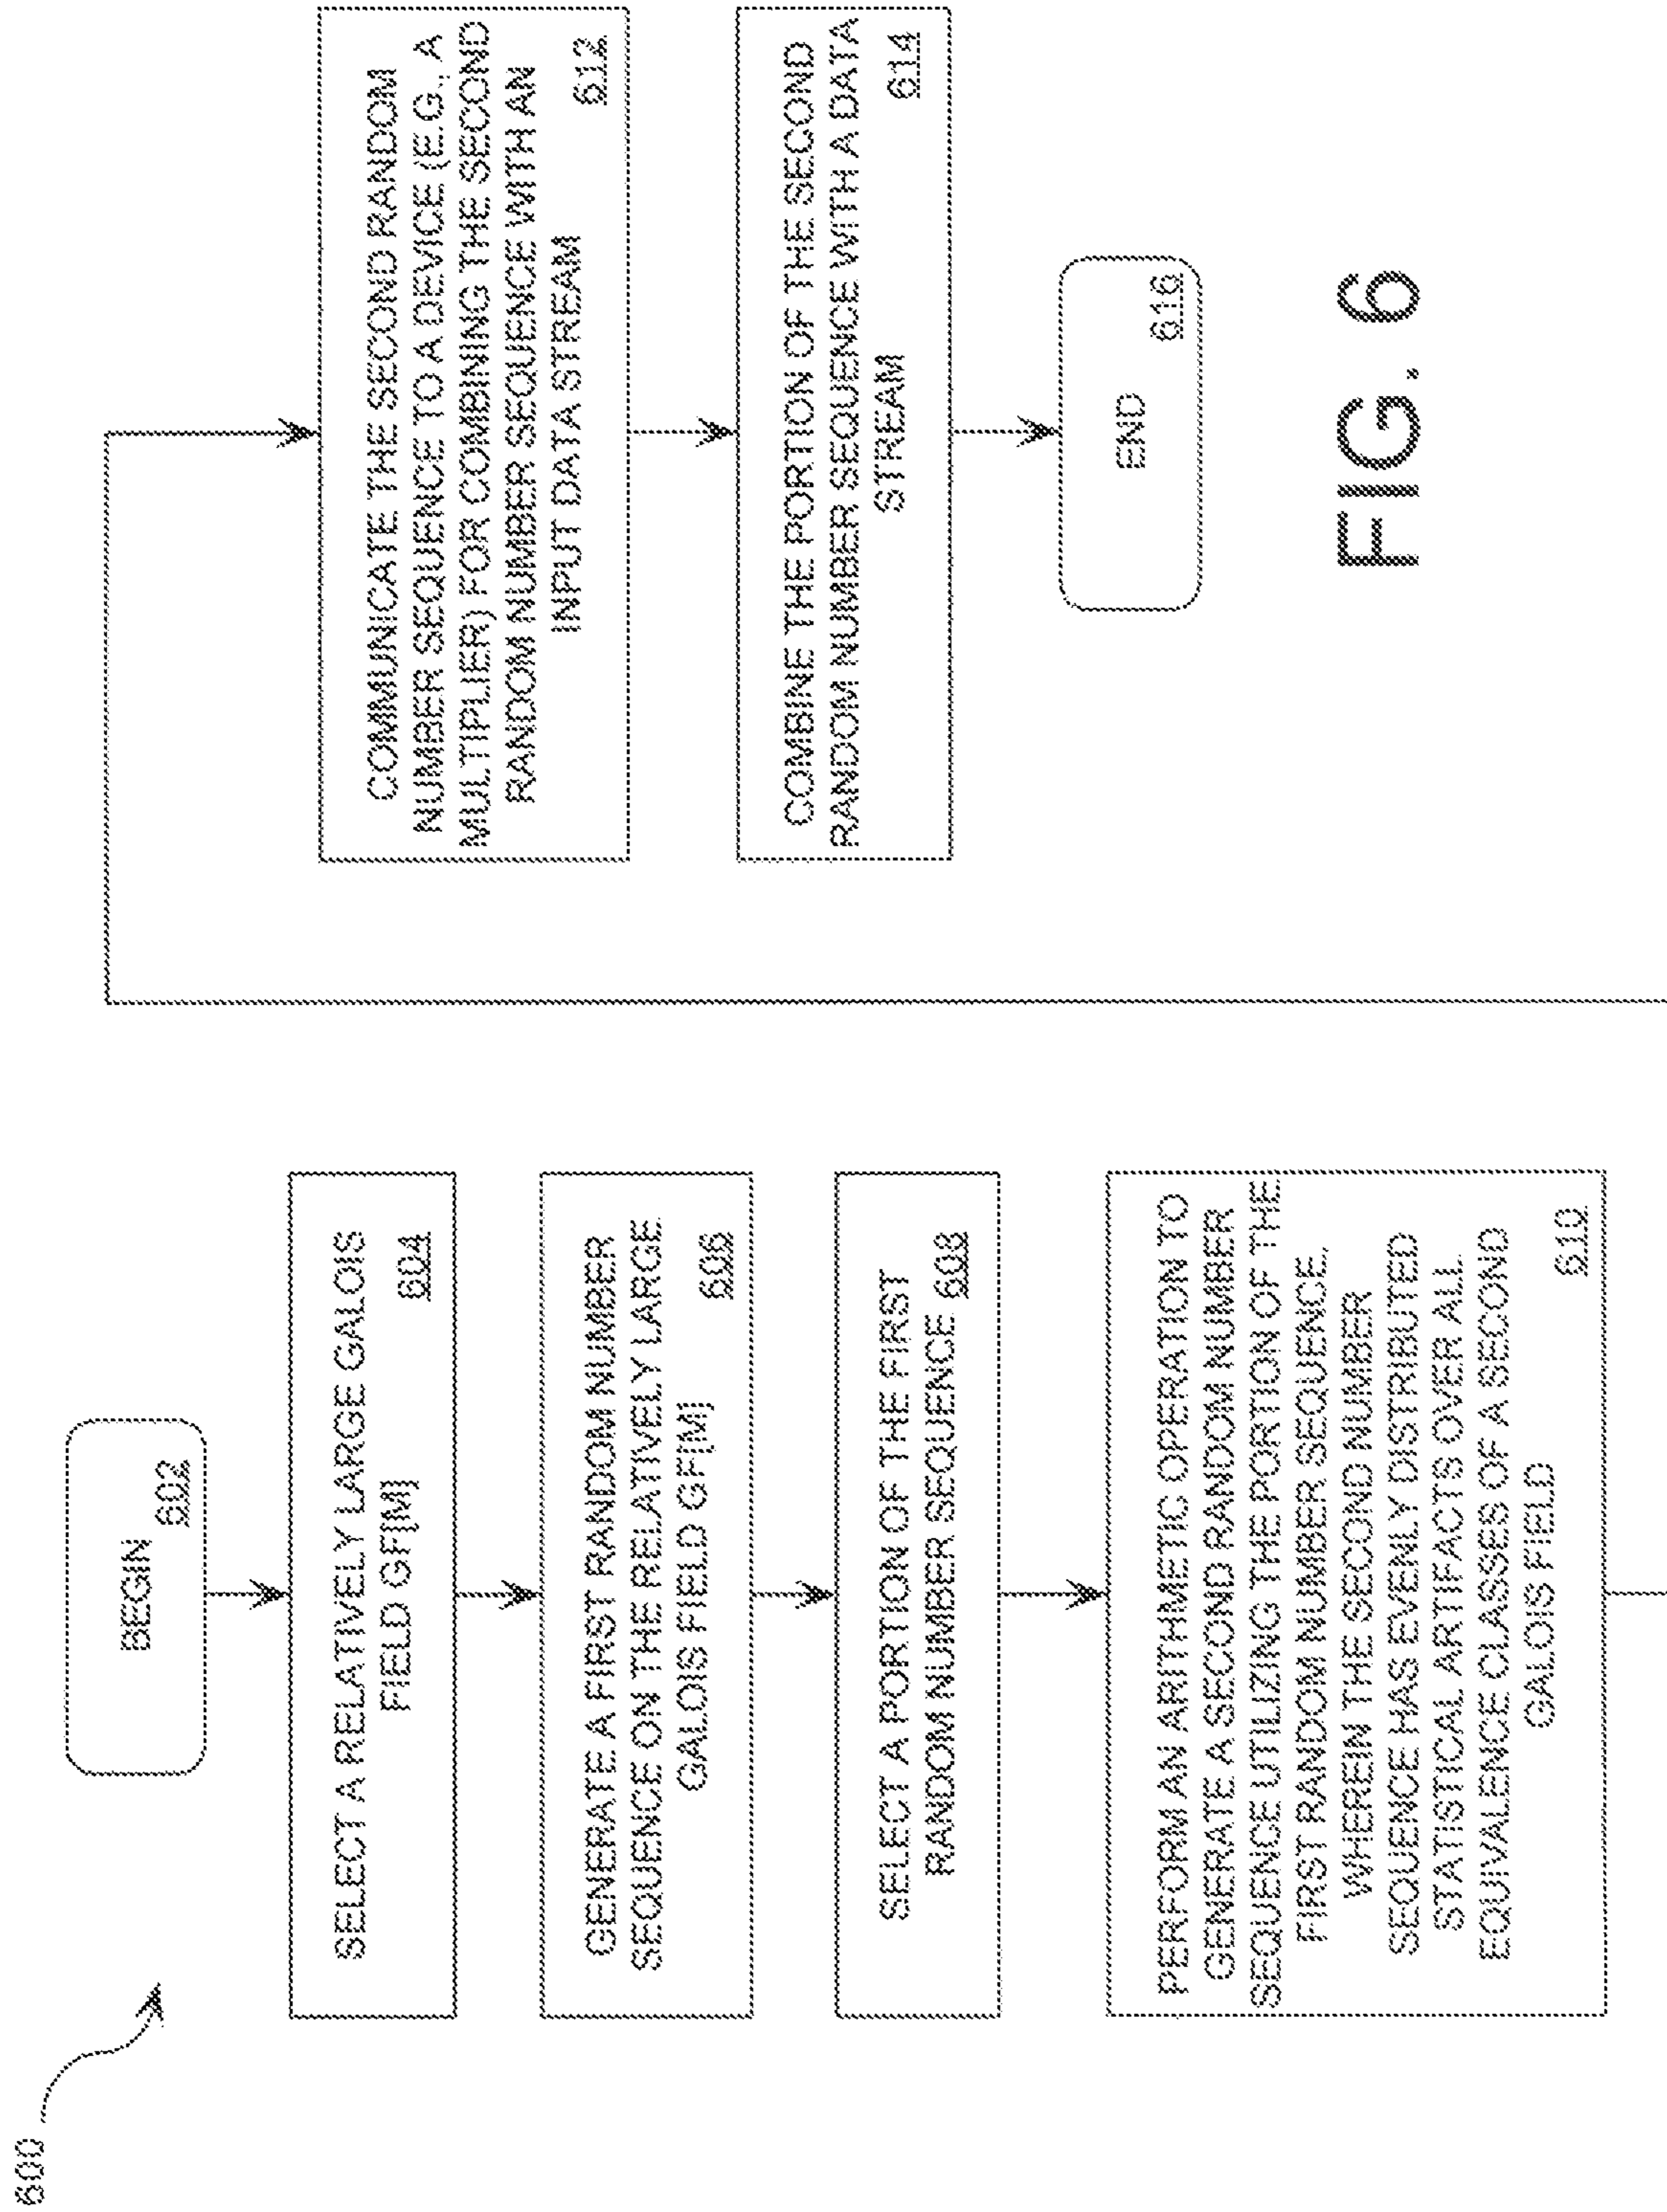 600
BEGIN
602
SELECT A RELATIVELY LARGE GALOIS
FIELD GF[M]
604
GENERATE A FIRST RANDOM NUMBER
SEQUENCE ON THE RELATIVELY LARGE
GALOIS FIELD GF[M]
606
SELECT A PORTION OF THE FIRST
RANDOM NUMBER SEQUENCE 608
PERFORM AN ARITHMETIC OPERATION TO
GENERATE A SECOND RANDOM NUMBER
SEQUENCE UTILIZING THE PORTION OF THE
FIRST RANDOM NUMBER SEQUENCE,
WHEREIN THE SECOND NUMBER
SEQUENCE HAS EVENLY DISTRIBUTED
STATISTICAL ARTIFACTS OVER ALL
EQUIVALENCE CLASSES OF A SECOND
GALOIS FIELD
610
COMMUNICATE THE SECOND RANDOM
NUMBER SEQUENCE TO A DEVICE (E.G., A
MULTIPLIER) FOR COMBINING THE SECOND
RANDOM NUMBER SEQUENCE WITH AN
INPUT DATA STREAM
612
COMBINE THE PORTION OF THE SECOND
RANDOM NUMBER SEQUENCE WITH A DATA
STREAM
614
END
616
FIG. 6